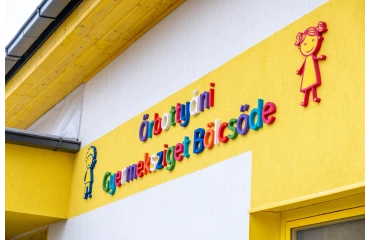 Őrbottyáni
Gyermeksziget Bölcsőde